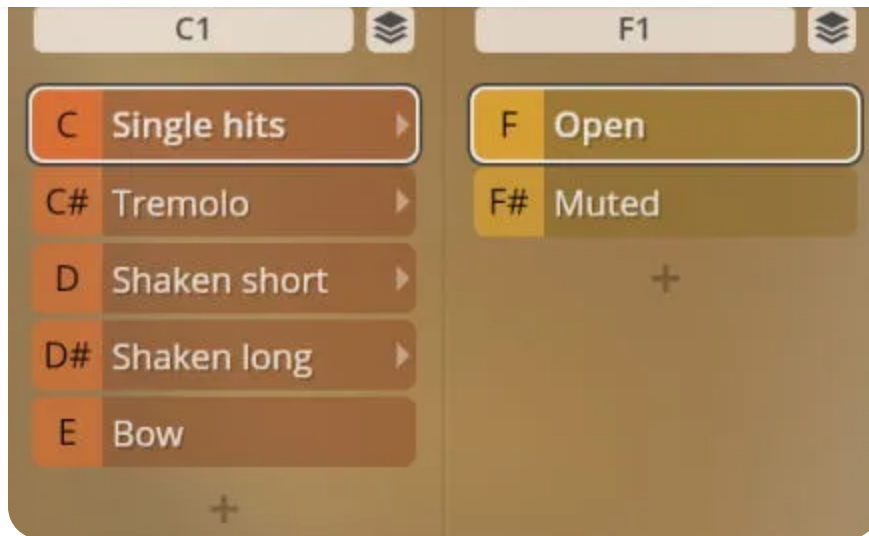 C1
C Single hits
C# Tremolo
D Shaken short
D# Shaken long
E Bow
+
F1
F Open
F# Muted
+